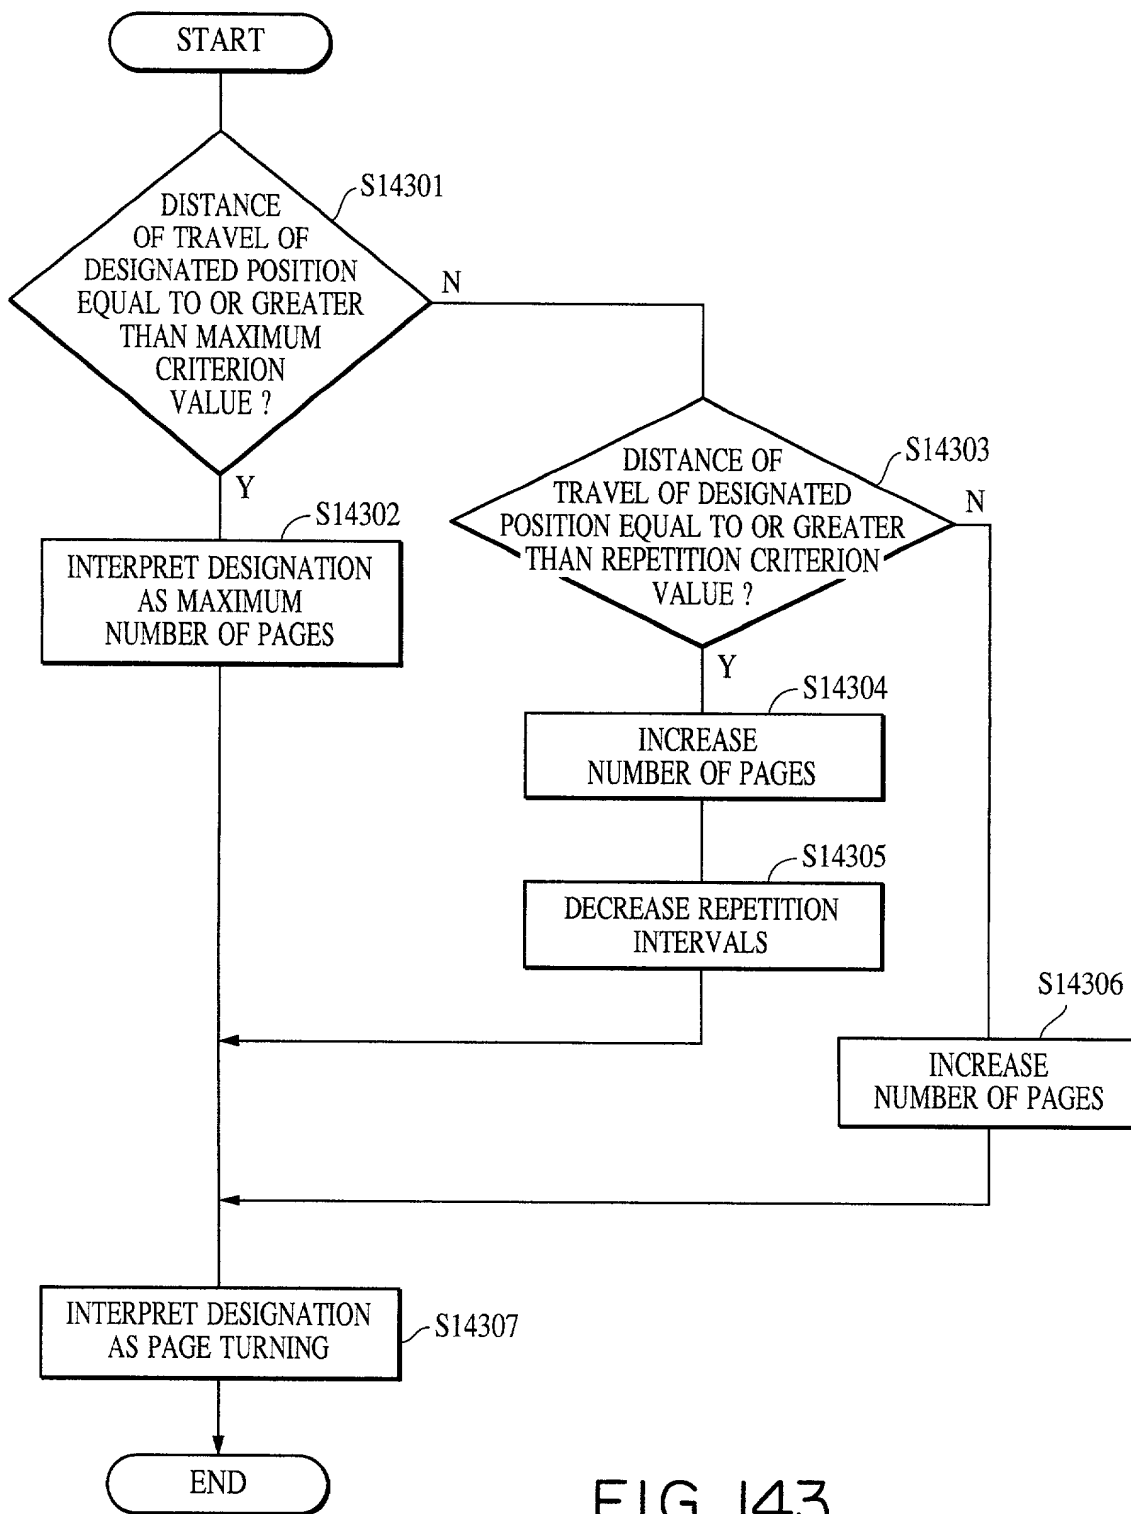 START
S14301
DISTANCE
OF TRAVEL OF
DESIGNATED POSITION
EQUAL TO OR GREATER
THAN MAXIMUM
CRITERION
VALUE ?
N
Y
S14302
INTERPRET DESIGNATION
AS MAXIMUM
NUMBER OF PAGES
S14303
DISTANCE OF
TRAVEL OF DESIGNATED
POSITION EQUAL TO OR GREATER
THAN REPETITION CRITERION
VALUE ?
N
Y
S14304
INCREASE
NUMBER OF PAGES
S14305
DECREASE REPETITION
INTERVALS
S14306
INCREASE
NUMBER OF PAGES
INTERPRET DESIGNATION
AS PAGE TURNING
S14307
END
FIG. 143